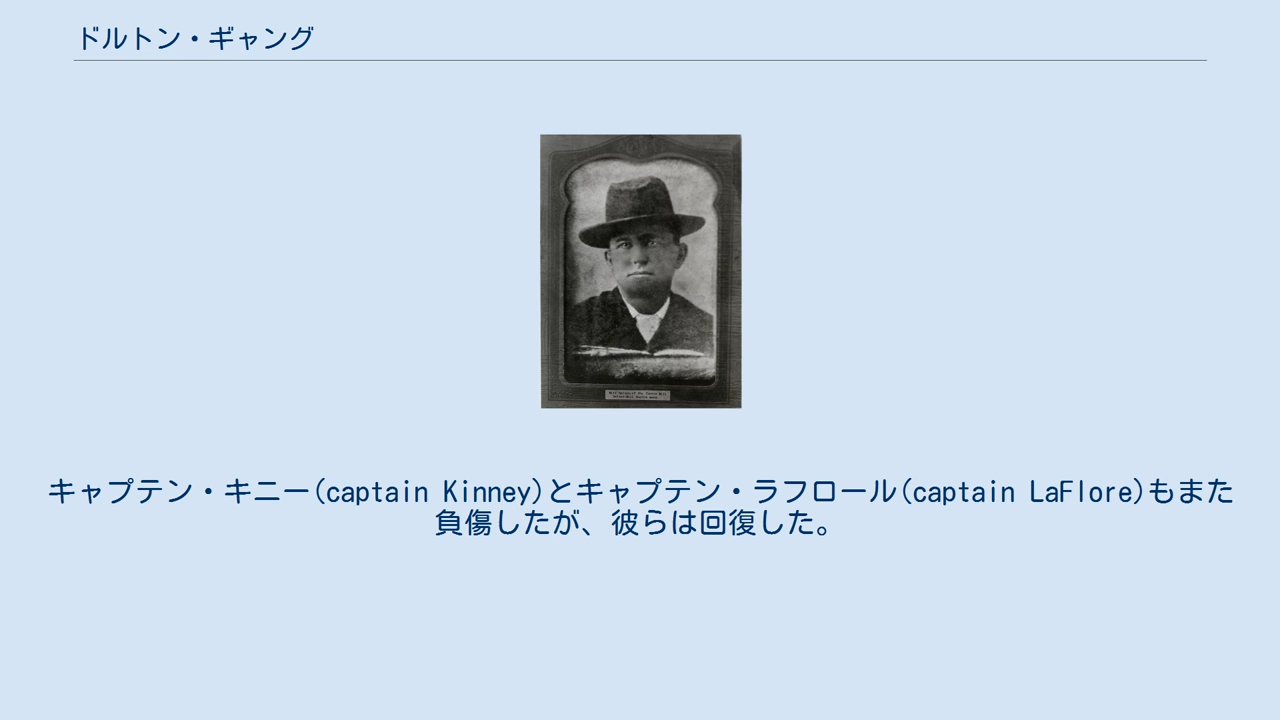 ドルトン・ギャング
キャプテン・キニー(captain Kinney)とキャプテン・ラフロール(captain LaFlore)もまた
負傷したが、彼らは回復した。